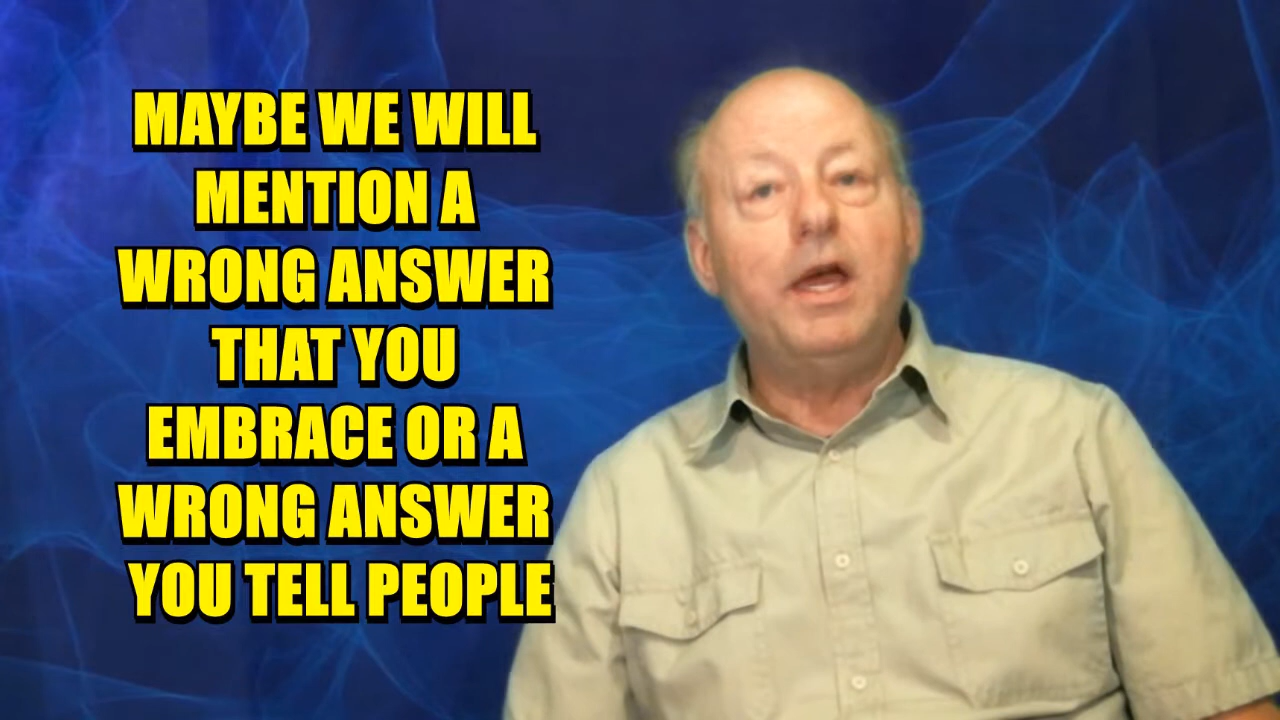 MAYBE WE WILL
MENTION A
WRONG ANSWER
THAT YOU
EMBRACE OR A
WRONG ANSWER
YOU TELL PEOPLE